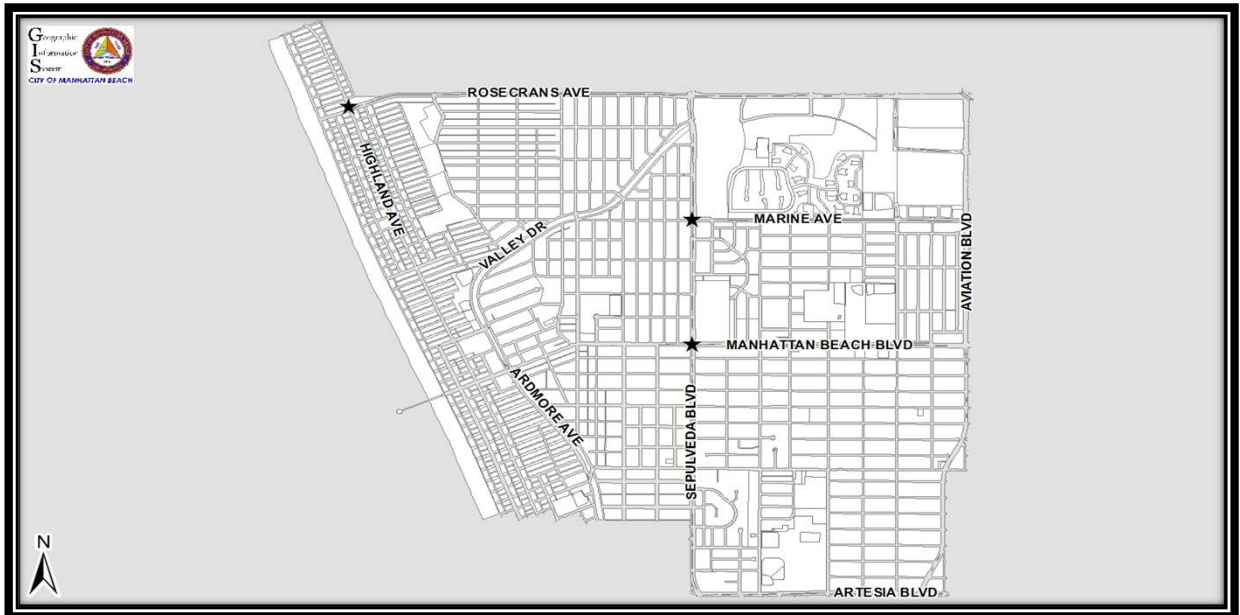 Geographic
Information
System
CITY OF MANHATTAN BEACH
ROSECRANS AVE
HIGHLAND AVE
MARINE AVE
VALLEY DR
AVIATION BLVD
MANHATTAN BEACH BLVD
ARDMORE AVE
SEPULVEDA BLVD
ARTESIA BLVD
N